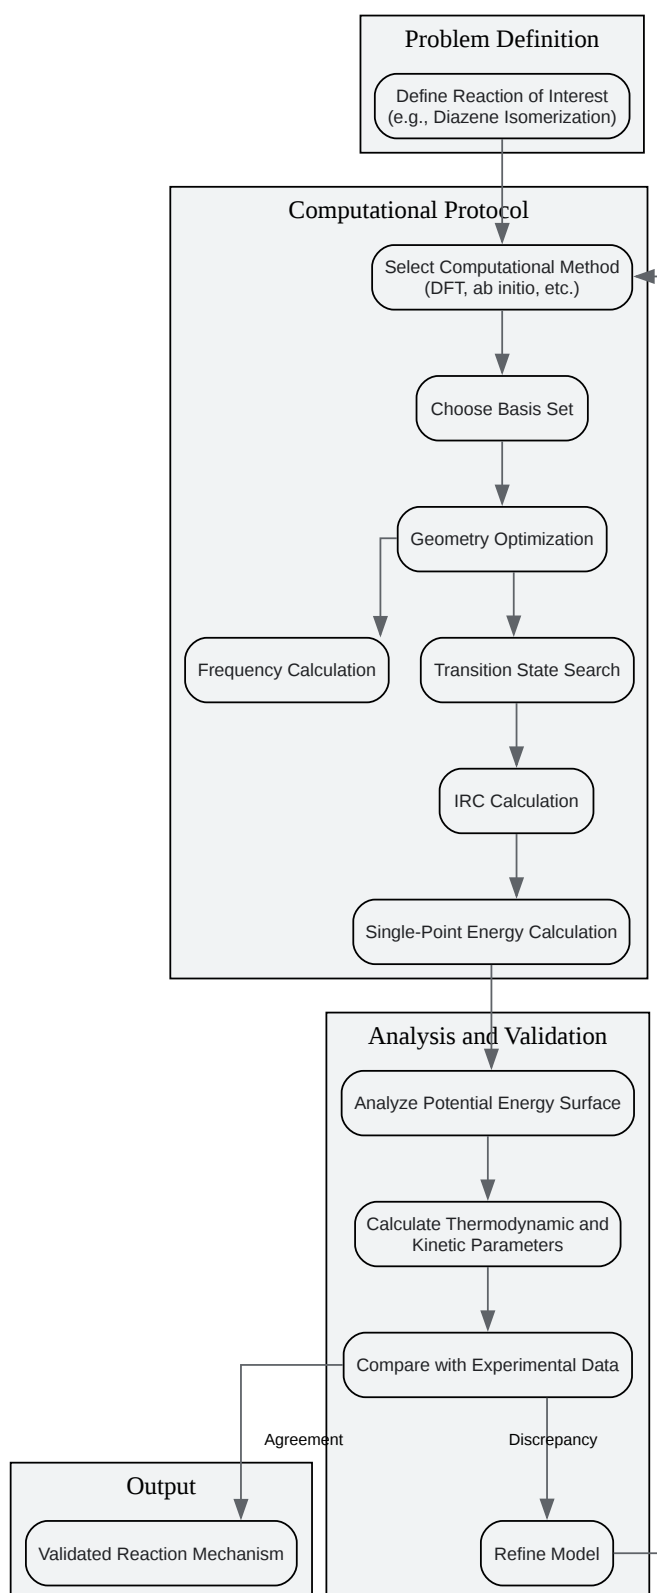 Problem Definition
Define Reaction of Interest
(e.g., Diazene Isomerization)
Computational Protocol
Select Computational Method
(DFT, ab initio, etc.)
Choose Basis Set
Geometry Optimization
Frequency Calculation
Transition State Search
IRC Calculation
Single-Point Energy Calculation
Analysis and Validation
Analyze Potential Energy Surface
Calculate Thermodynamic and
Kinetic Parameters
Compare with Experimental Data
Agreement
Discrepancy
Output
Validated Reaction Mechanism
Refine Model